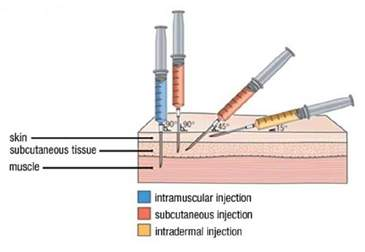 90° 90° 45° 15°
skin
subcutaneous tissue
muscle
intramuscular injection
subcutaneous injection
intradermal injection